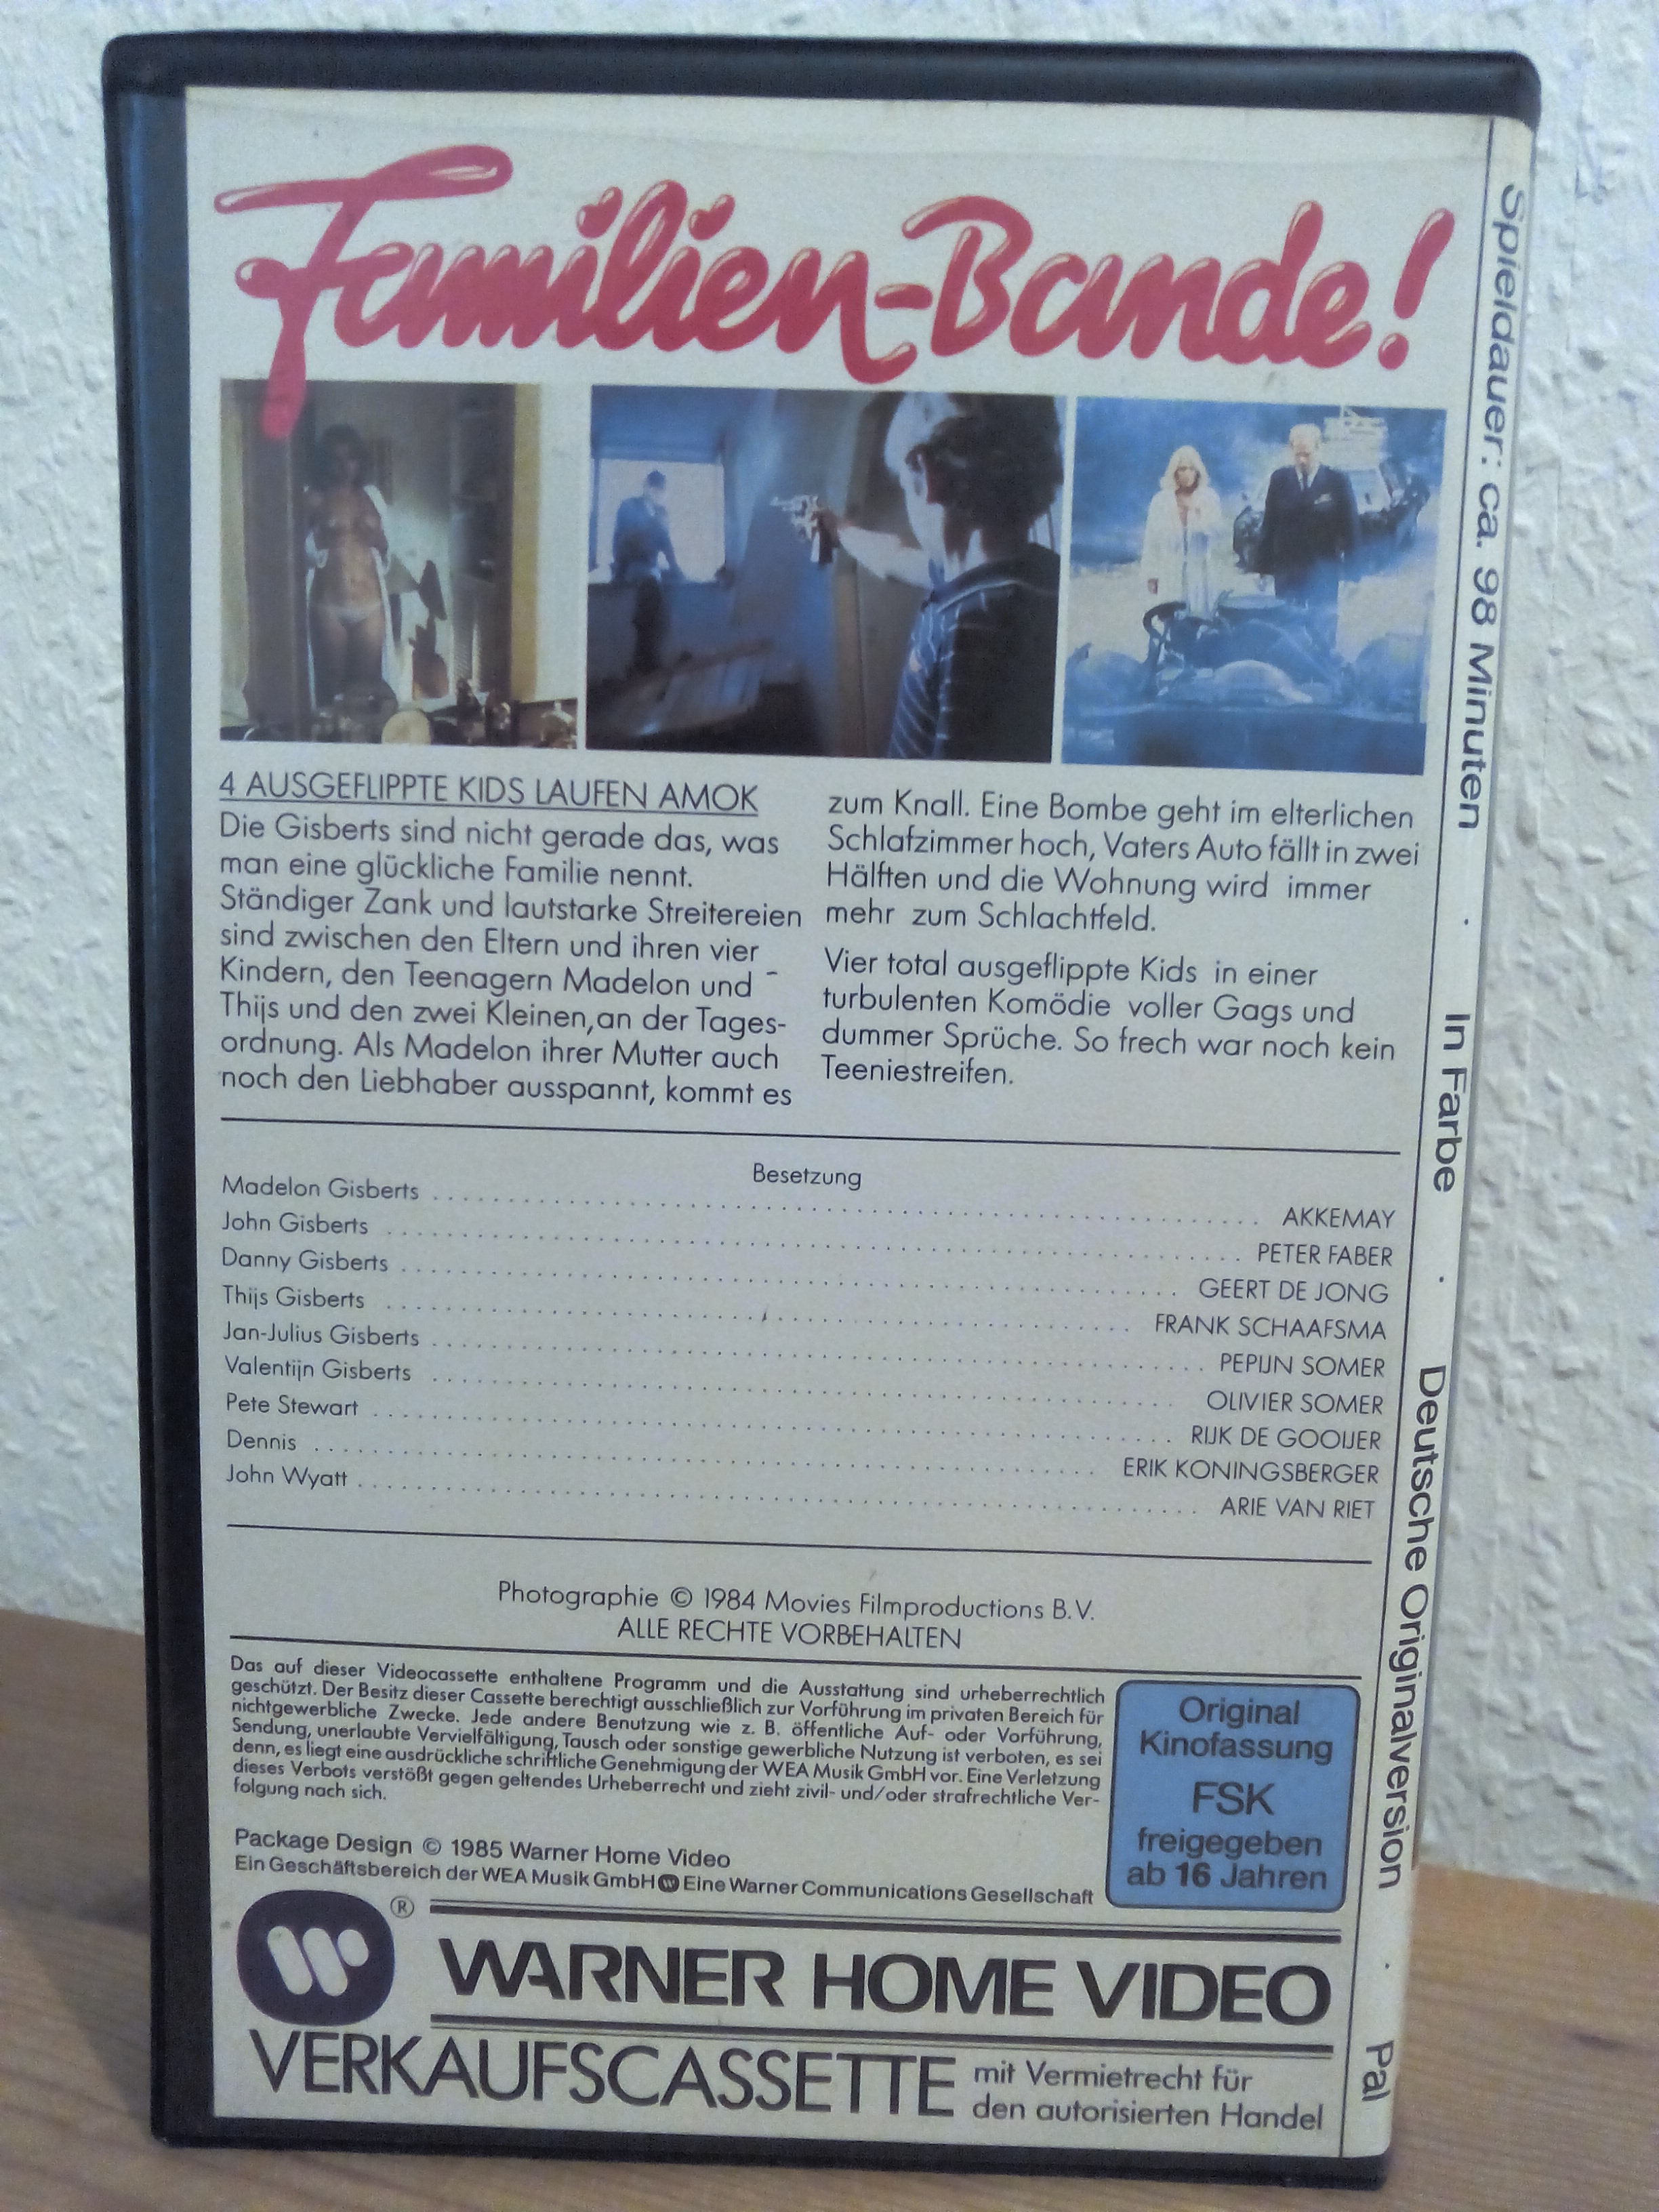 Familien-Bande!
4 AUSGEFLIPPTE KIDS LAUFEN AMOK
Die Gisberts sind nicht gerade das, was
man eine glückliche Familie nennt.
Ständiger Zank und lautstarke Streitereien
sind zwischen den Eltern und ihren vier
Kindern, den Teenagern Madelon und -
Thijs und den zwei Kleinen,an der Tages-
ordnung. Als Madelon ihrer Mutter auch
noch den Liebhaber ausspannt, kommt es
zum Knall. Eine Bombe geht im elterlichen
Schlafzimmer hoch, Vaters Auto fällt in zwei
Hälften und die Wohnung wird immer
mehr zum Schlachtfeld.
Vier total ausgeflippte Kids in einer
turbulenten Komödie voller Gags und
dummer Sprüche. So frech war noch kein
Teeniestreifen.
Besetzung
Madelon Gisberts AKKEMAY
John Gisberts PETER FABER
Danny Gisberts GEERT DE JONG
Thijs Gisberts FRANK SCHAAFSMA
Jan-Julius Gisberts PEPIJN SOMER
Valentijn Gisberts OLIVIER SOMER
Pete Stewart RIJK DE GOOIJER
Dennis ERIK KONINGSBERGER
John Wyatt ARIE VAN RIET
Photographie © 1984 Movies Filmproductions B.V.
ALLE RECHTE VORBEHALTEN
Das auf dieser Videocassette enthaltene Programm und die Ausstattung sind urheberrechtlich
geschützt. Der Besitz dieser Cassette berechtigt ausschließlich zur Vorführung im privaten Bereich für
nichtgewerbliche Zwecke. Jede andere Benutzung wie z. B. öffentliche Auf- oder Vorführung,
Sendung, unerlaubte Vervielfältigung, Tausch oder sonstige gewerbliche Nutzung ist verboten, es sei
denn, es liegt eine ausdrückliche schriftliche Genehmigung der WEA Musik GmbH vor. Eine Verletzung
dieses Verbots verstößt gegen geltendes Urheberrecht und zieht zivil- und/oder strafrechtliche Ver-
folgung nach sich.
Package Design © 1985 Warner Home Video
Ein Geschäftsbereich der WEA Musik GmbH Eine Warner Communications Gesellschaft
Original
Kinofassung
FSK
freigegeben
ab 16 Jahren
®
WARNER HOME VIDEO
VERKAUFSCASSETTE
mit Vermietrecht für
den autorisierten Handel
Spieldauer: ca. 98 Minuten · In Farbe · Deutsche Originalversion · Pal